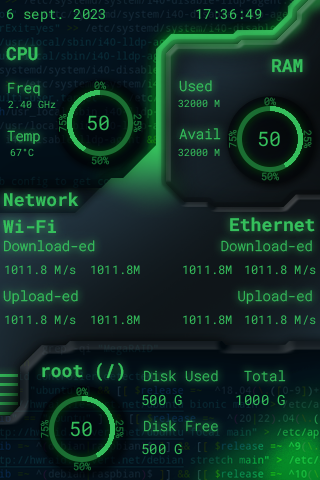 6 sept. 2023 17:36:49
CPU
RAM
Freq
2.40 GHz
Temp
67°C
0%
25%
50%
75%
50
Used
32000 M
Avail
32000 M
0%
25%
50%
75%
50
Network
Wi-Fi Ethernet
Download-ed Download-ed
1011.8 M/s 1011.8M 1011.8M 1011.8 M/s
Upload-ed Upload-ed
1011.8 M/s 1011.8M 1011.8M 1011.8 M/s
root (/)
0%
25%
50%
75%
50
Disk Used Total
500 G 1000 G
Disk Free
500 G